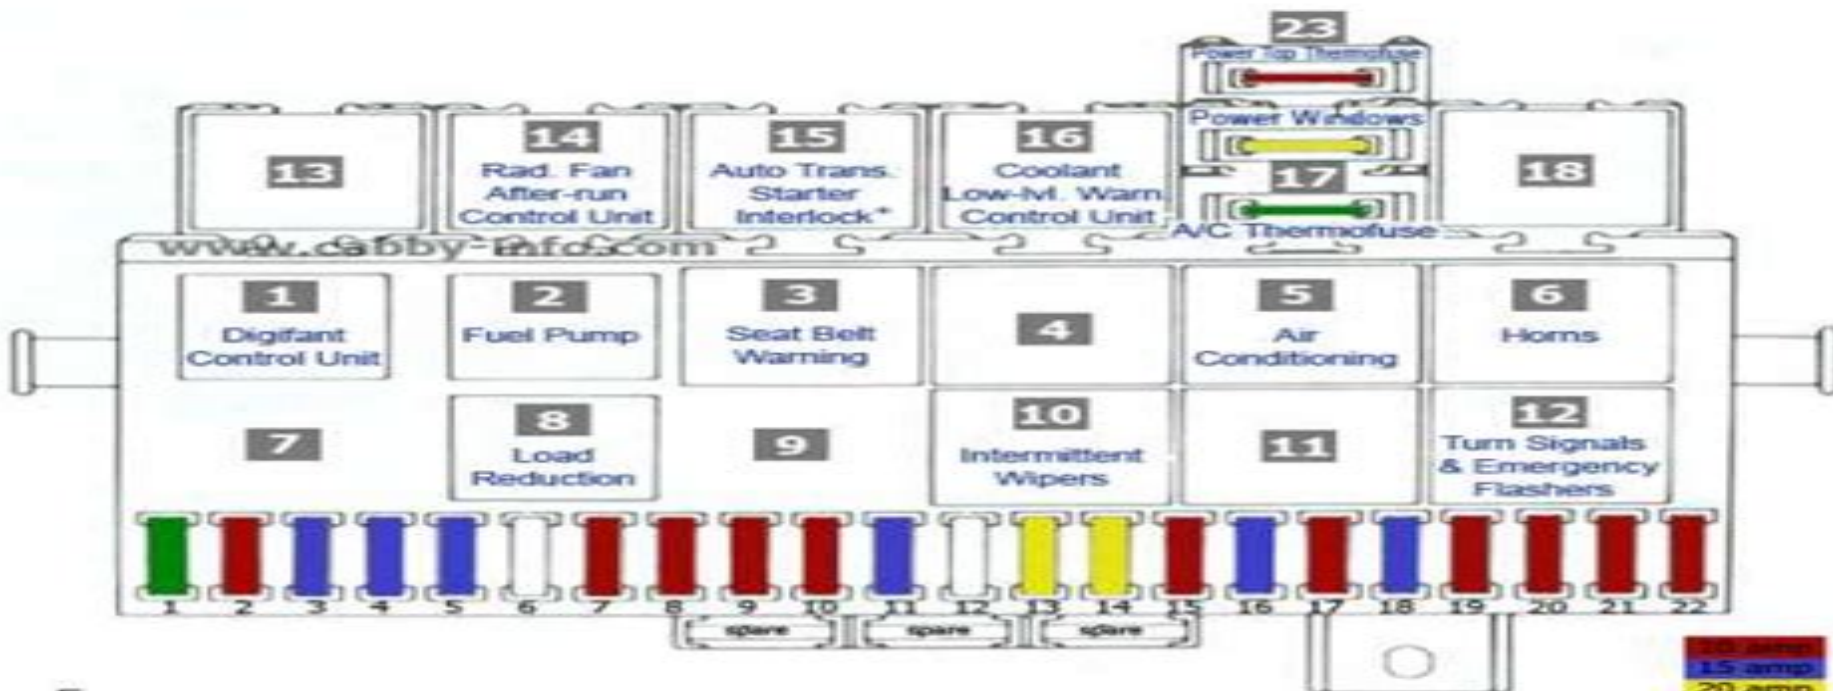 23
Power Top Thermofuse
Power Windows
13
14
Rad. Fan
After-run
Control Unit
15
Auto Trans.
Starter
Interlock*
16
Coolant
Low-lvl. Warn.
Control Unit
17
A/C Thermofuse
18
www.cabby-info.com
1
Digifant
Control Unit
2
Fuel Pump
3
Seat Belt
Warning
4
5
Air
Conditioning
6
Horns
7
8
Load
Reduction
9
10
Intermittent
Wipers
11
12
Turn Signals
& Emergency
Flashers
1 2 3 4 5 6 7 8 9 10 11 12 13 14 15 16 17 18 19 20 21 22
spare spare spare
10 amp
15 amp
20 amp